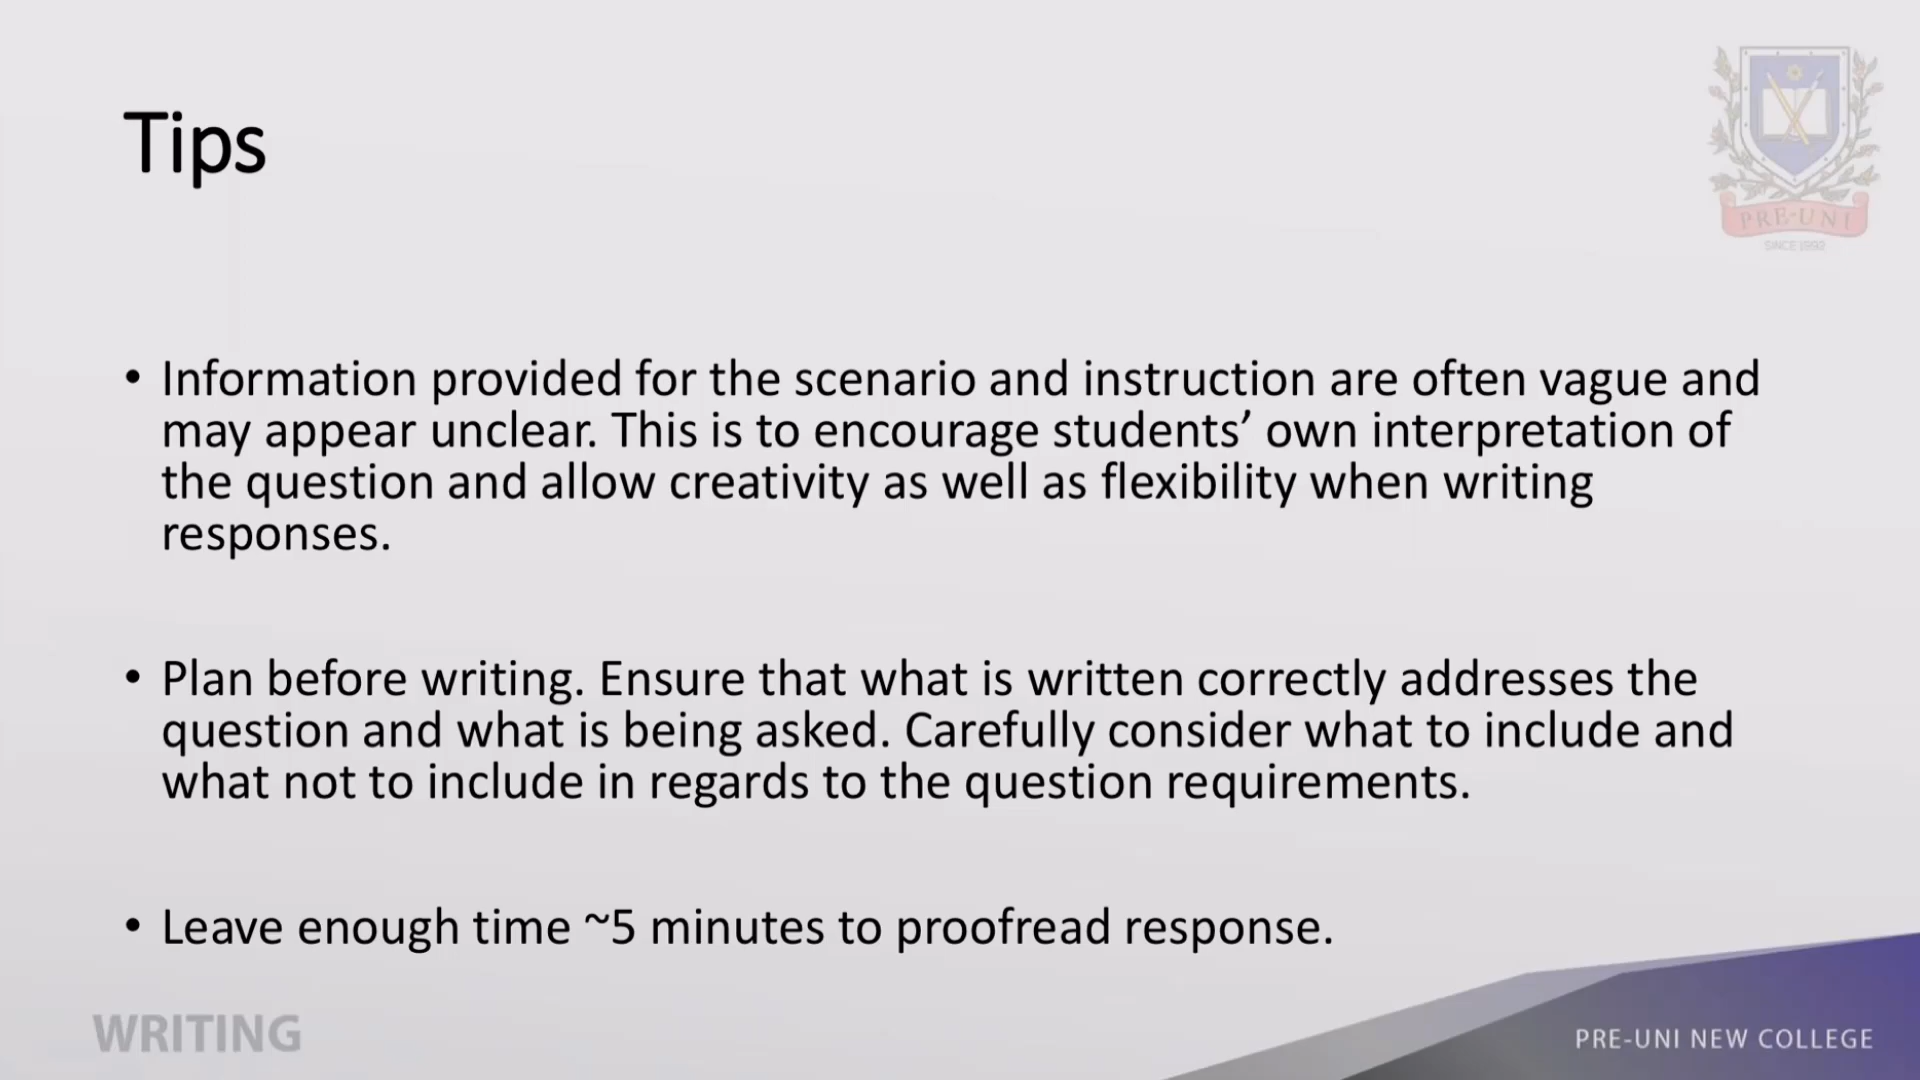 Tips
PRE-UNI
SINCE 1992
• Information provided for the scenario and instruction are often vague and
may appear unclear. This is to encourage students’ own interpretation of
the question and allow creativity as well as flexibility when writing
responses.
• Plan before writing. Ensure that what is written correctly addresses the
question and what is being asked. Carefully consider what to include and
what not to include in regards to the question requirements.
• Leave enough time ~5 minutes to proofread response.
WRITING
PRE-UNI NEW COLLEGE